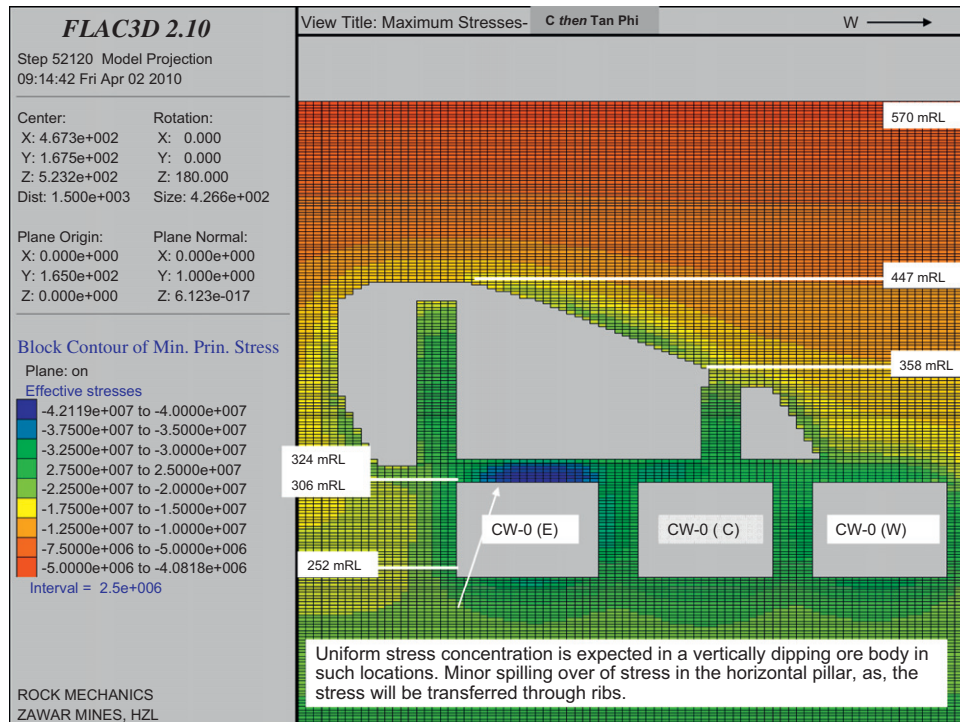 FLAC3D 2.10
Step 52120 Model Projection
09:14:42 Fri Apr 02 2010
Center: Rotation:
X: 4.673e+002 X: 0.000
Y: 1.675e+002 Y: 0.000
Z: 5.232e+002 Z: 180.000
Dist: 1.500e+003 Size: 4.266e+002
Plane Origin: Plane Normal:
X: 0.000e+000 X: 0.000e+000
Y: 1.650e+002 Y: 1.000e+000
Z: 0.000e+000 Z: 6.123e-017
Block Contour of Min. Prin. Stress
Plane: on
Effective stresses
-4.2119e+007 to -4.0000e+007
-3.7500e+007 to -3.5000e+007
-3.2500e+007 to -3.0000e+007
2.7500e+007 to 2.5000e+007
-2.2500e+007 to -2.0000e+007
-1.7500e+007 to -1.5000e+007
-1.2500e+007 to -1.0000e+007
-7.5000e+006 to -5.0000e+006
-5.0000e+006 to -4.0818e+006
Interval = 2.5e+006
ROCK MECHANICS
ZAWAR MINES, HZL
View Title: Maximum Stresses- C then Tan Phi
W
570 mRL
447 mRL
358 mRL
324 mRL
306 mRL
CW-0 (E) CW-0 (C) CW-0 (W)
252 mRL
Uniform stress concentration is expected in a vertically dipping ore body in
such locations. Minor spilling over of stress in the horizontal pillar, as, the
stress will be transferred through ribs.